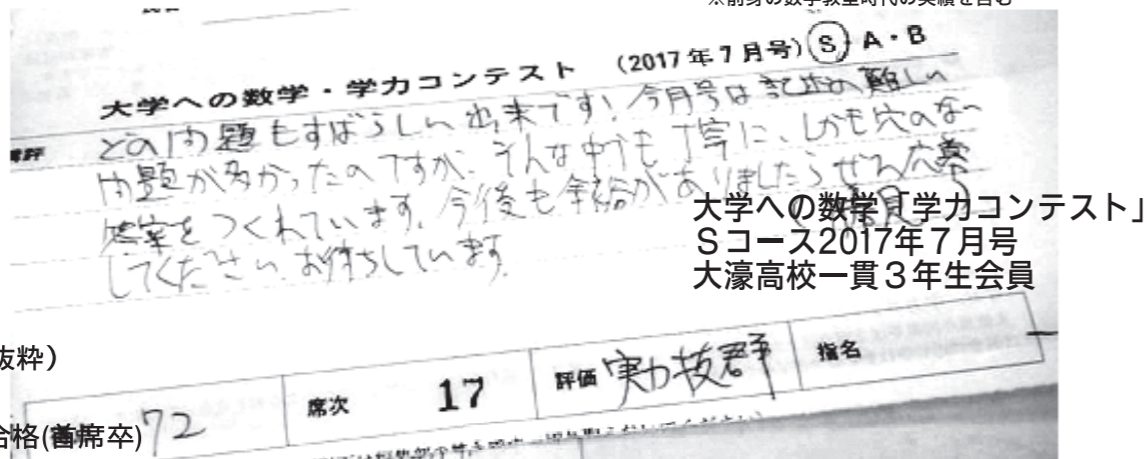 ※前身の数学教室時代の実績を含む
大学への数学・学力コンテスト (2017年7月号) S・A・B
どの問題もすばらしい出来です! 今月号は記述の難しい
問題が多かったのですが、そんな中でも丁寧に、しかも穴のない
答案をつくれています。今後も余裕がありましたらぜひ応募
してください。お待ちしています。
大学への数学「学力コンテスト」
Sコース2017年7月号
大濠高校一貫3年生会員
抜粋)
72 席次 17 評価 実力抜群 指名
合格(首席卒)